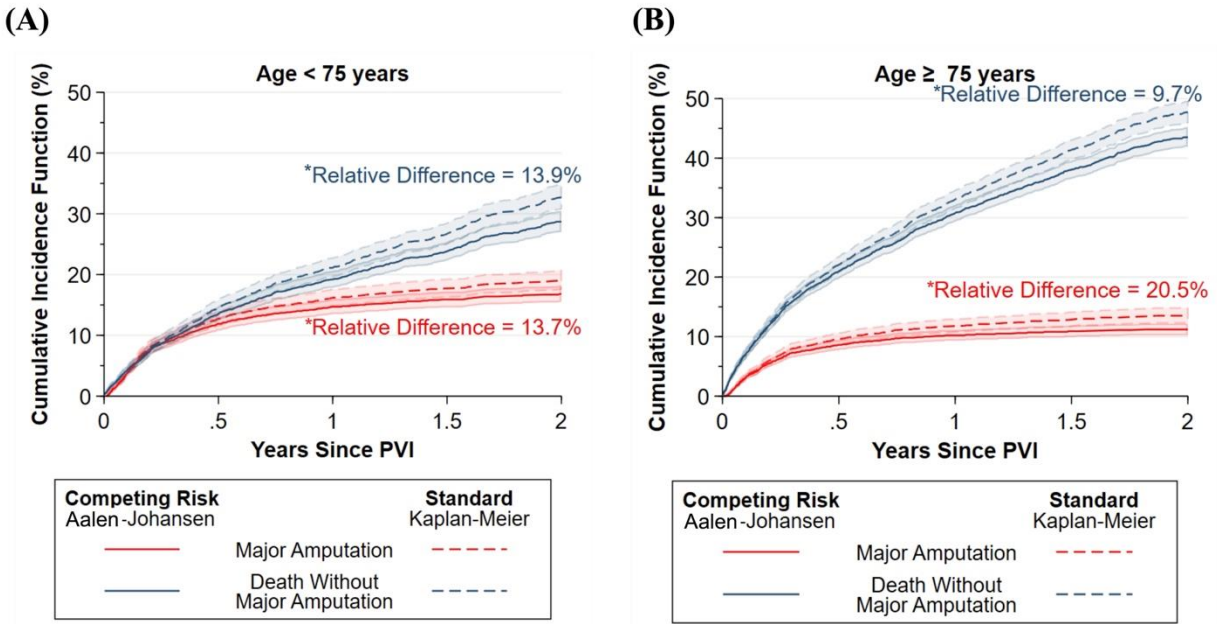 (A)
Age < 75 years
Cumulative Incidence Function (%)
50
40
30
20
10
0
*Relative Difference = 13.9%
*Relative Difference = 13.7%
0 .5 1 1.5 2
Years Since PVI
Competing Risk Standard
Aalen-Johansen Kaplan-Meier
Major Amputation
Death Without
Major Amputation
(B)
Age ≥ 75 years
Cumulative Incidence Function (%)
50
40
30
20
10
0
*Relative Difference = 9.7%
*Relative Difference = 20.5%
0 .5 1 1.5 2
Years Since PVI
Competing Risk Standard
Aalen-Johansen Kaplan-Meier
Major Amputation
Death Without
Major Amputation